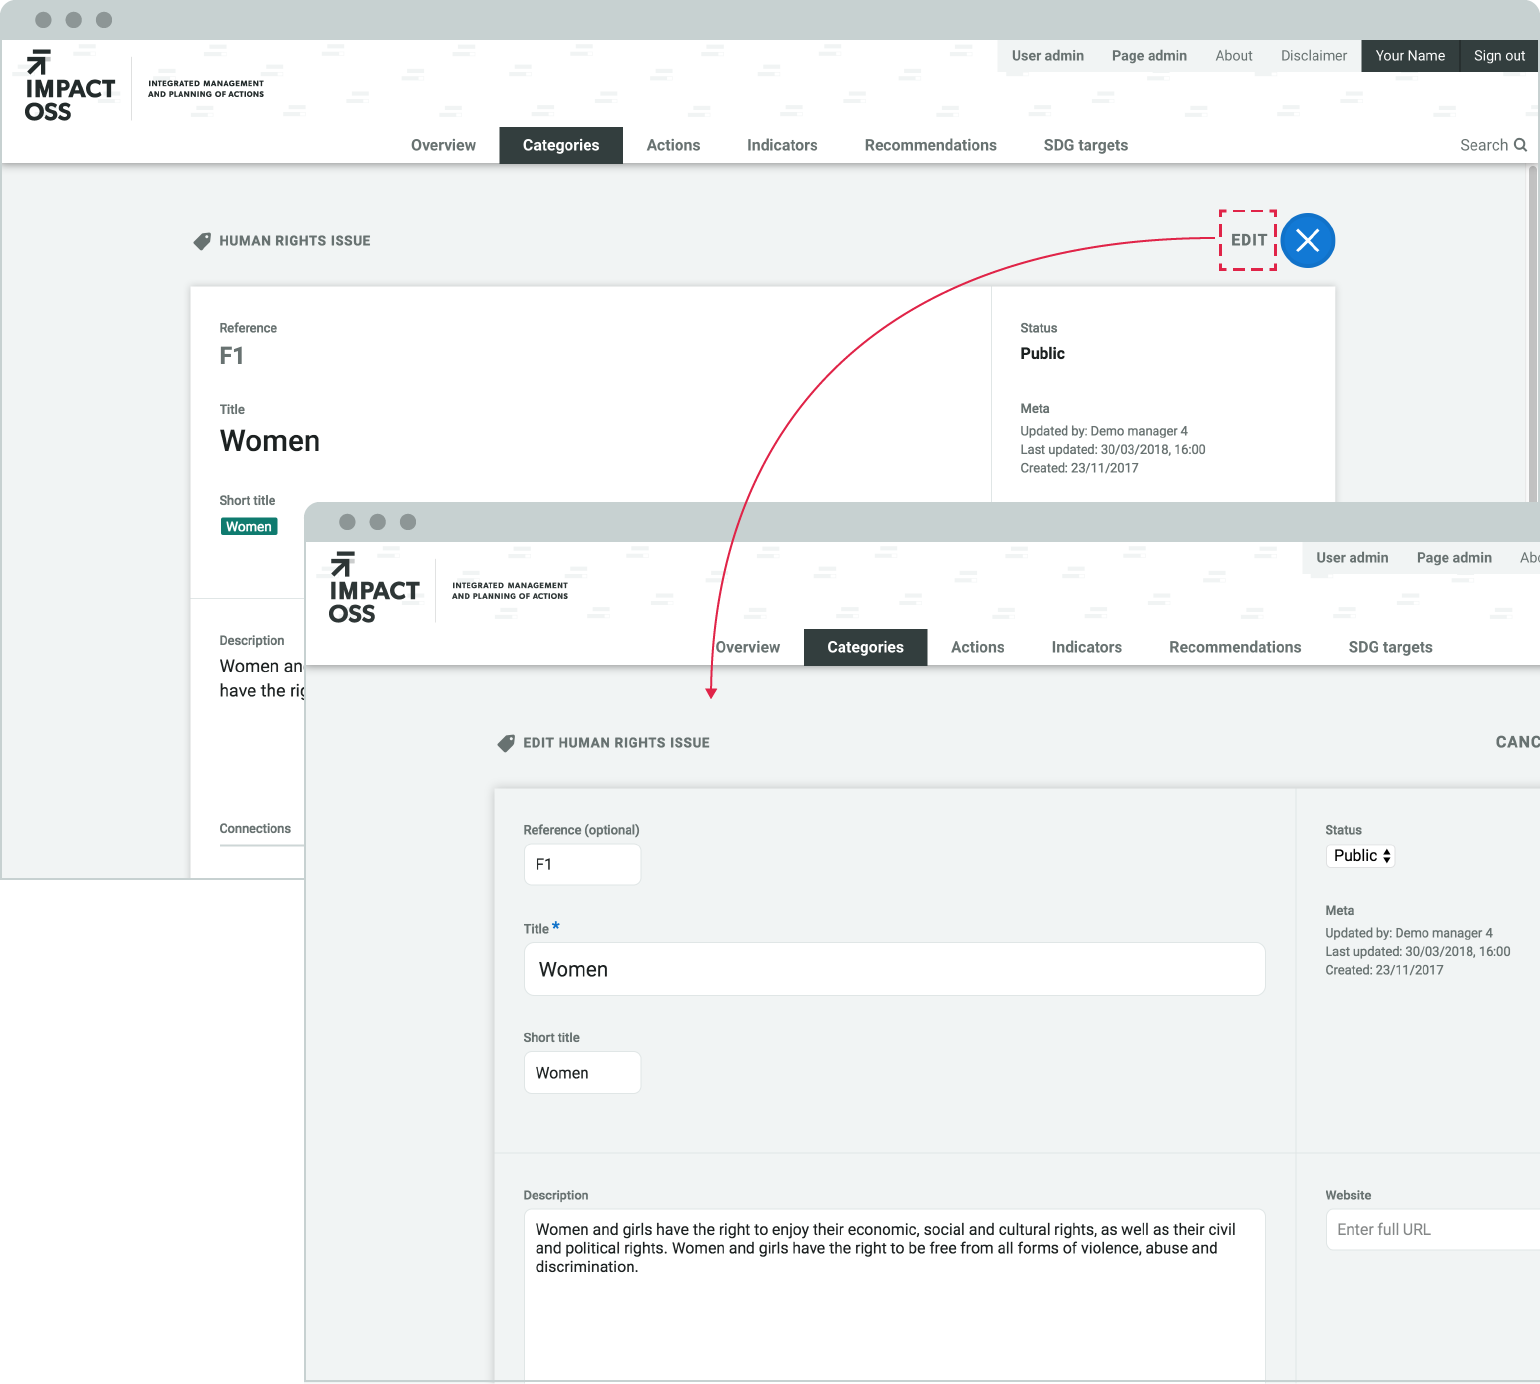 User admin
Page admin
About
Disclaimer
Your Name
Sign out
IMPACT
OSS
INTEGRATED MANAGEMENT
AND PLANNING OF ACTIONS
Overview
Categories
Actions
Indicators
Recommendations
SDG targets
Search
HUMAN RIGHTS ISSUE
EDIT
Reference
F1
Title
Women
Short title
Women
Status
Public
Meta
Updated by: Demo manager 4
Last updated: 30/03/2018, 16:00
Created: 23/11/2017
Description
Women an
have the rig
Connections
User admin
Page admin
Abo
IMPACT
OSS
INTEGRATED MANAGEMENT
AND PLANNING OF ACTIONS
Overview
Categories
Actions
Indicators
Recommendations
SDG targets
EDIT HUMAN RIGHTS ISSUE
CANC
Reference (optional)
F1
Title *
Women
Short title
Women
Status
Public
Meta
Updated by: Demo manager 4
Last updated: 30/03/2018, 16:00
Created: 23/11/2017
Description
Women and girls have the right to enjoy their economic, social and cultural rights, as well as their civil
and political rights. Women and girls have the right to be free from all forms of violence, abuse and
discrimination.
Website
Enter full URL